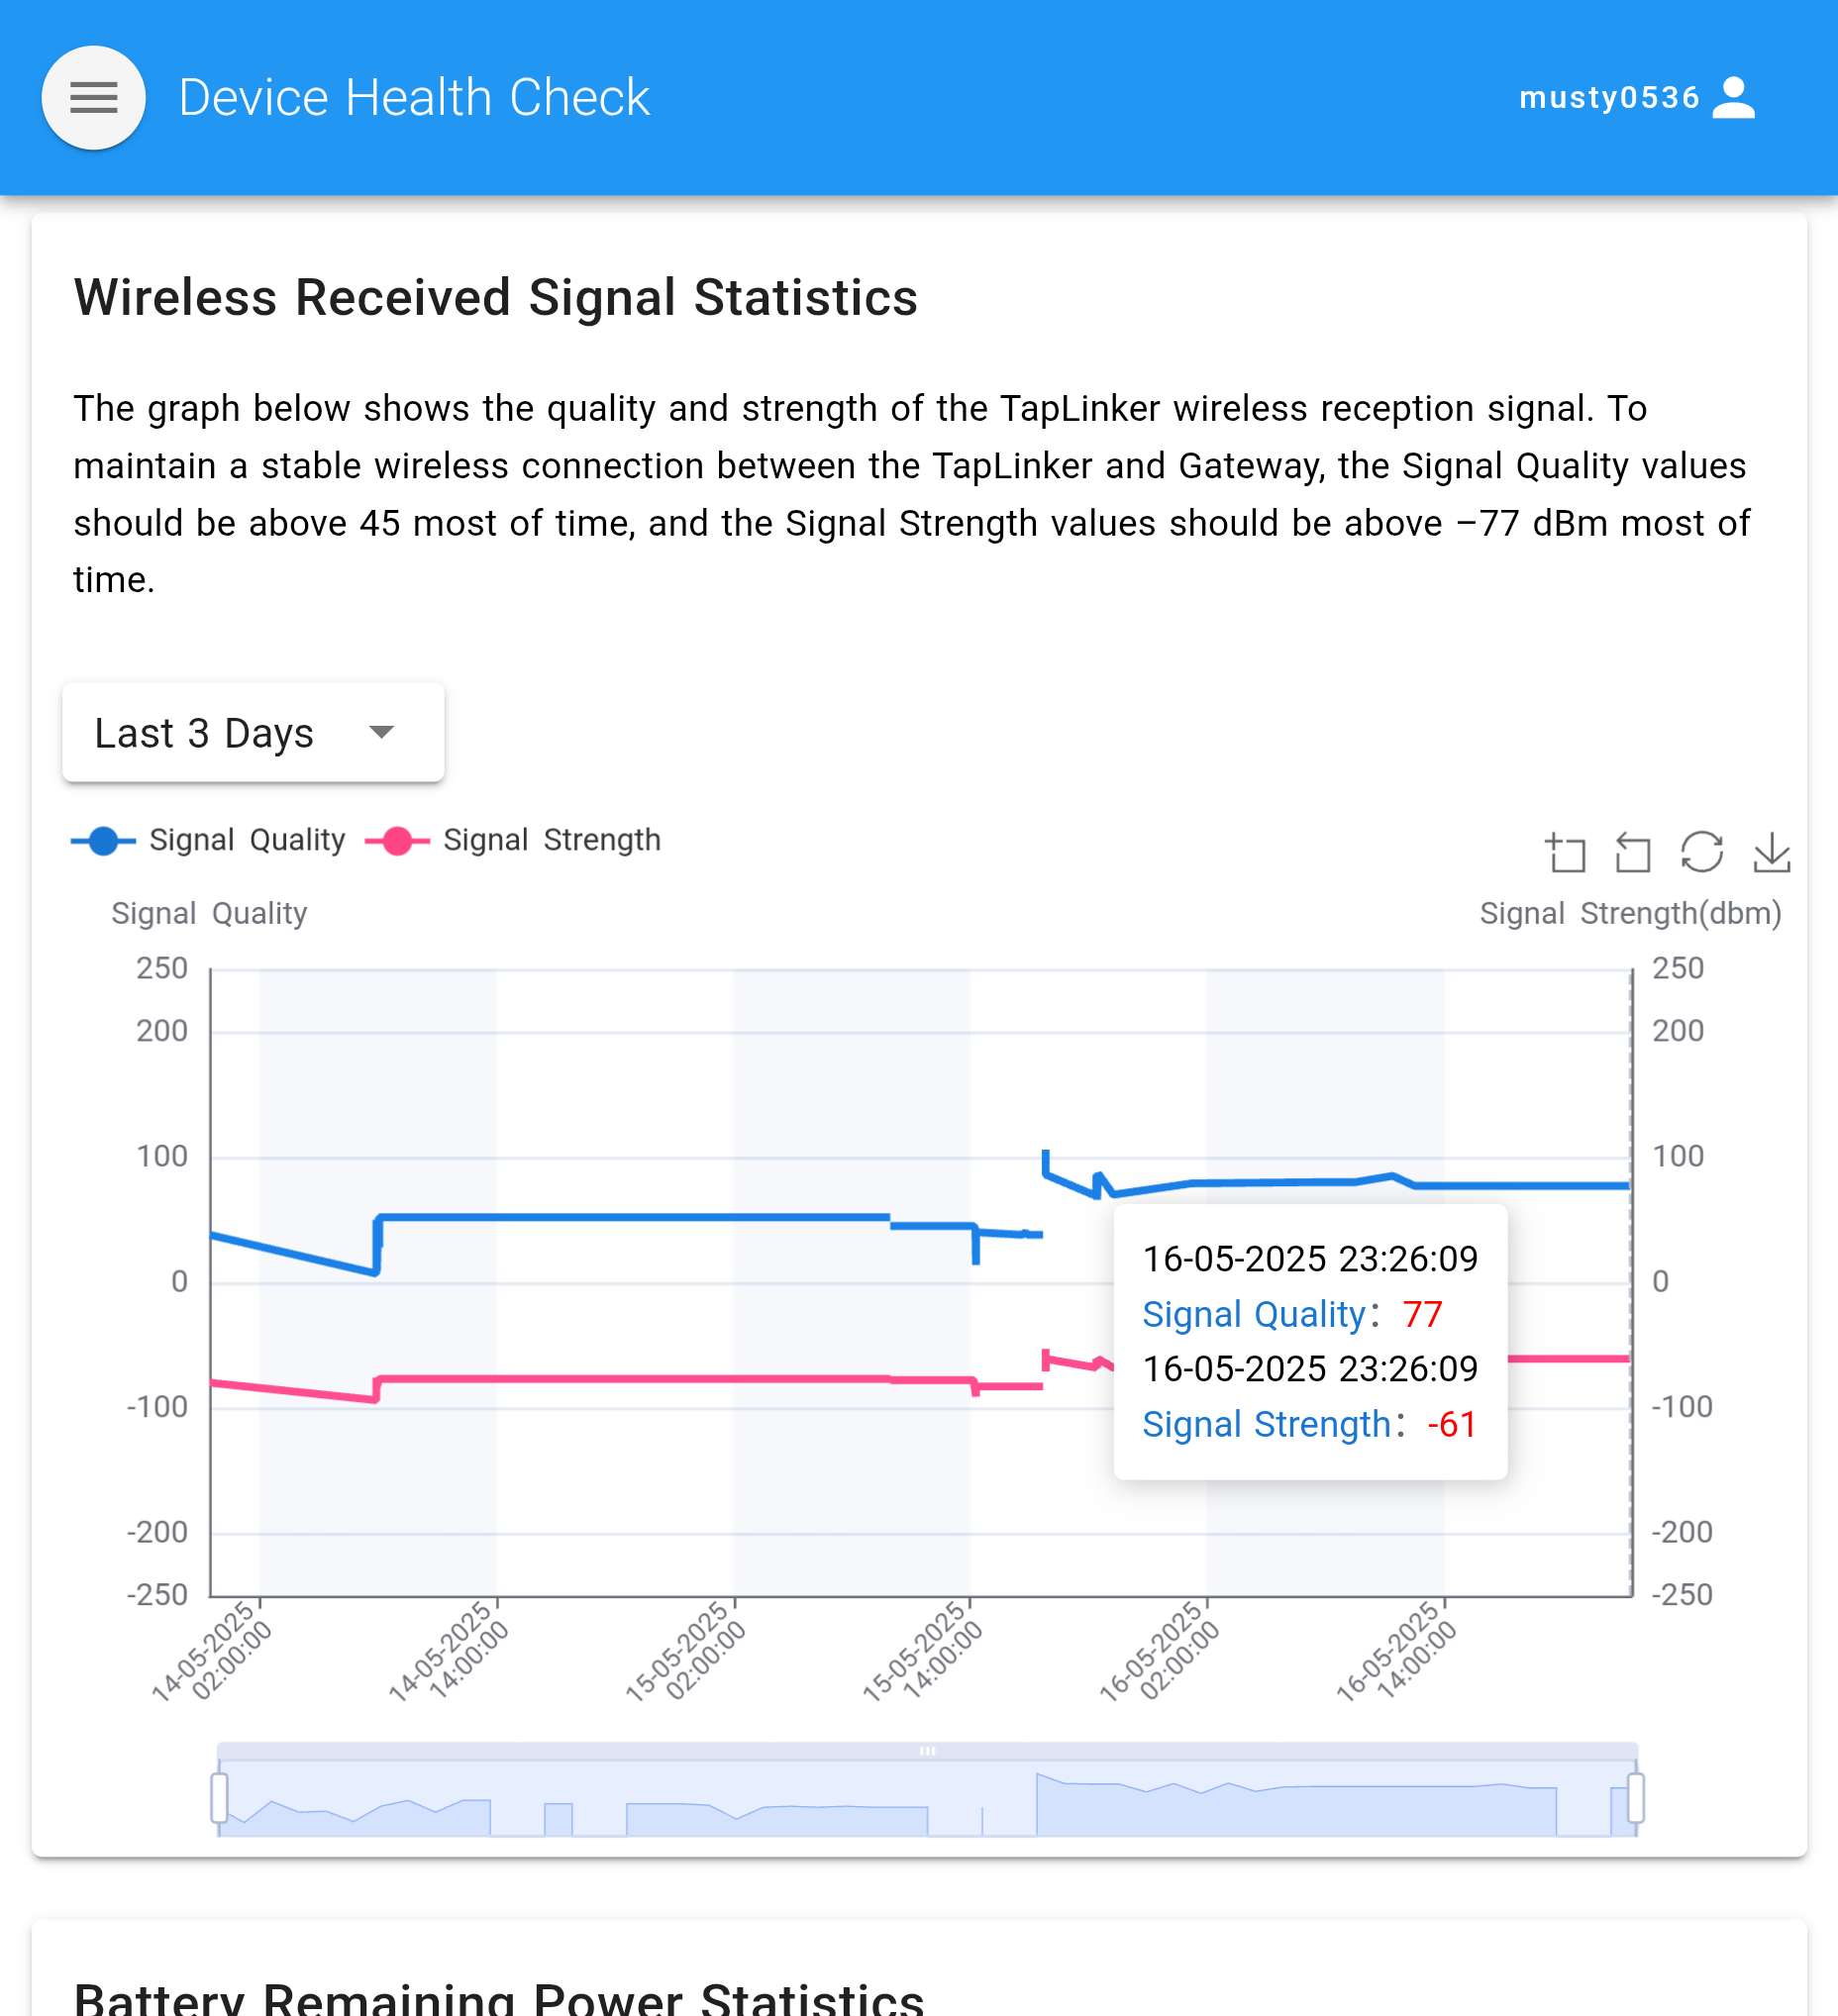 Device Health Check
musty0536
Wireless Received Signal Statistics
The graph below shows the quality and strength of the TapLinker wireless reception signal. To
maintain a stable wireless connection between the TapLinker and Gateway, the Signal Quality values
should be above 45 most of time, and the Signal Strength values should be above –77 dBm most of
time.
Last 3 Days
Signal Quality
Signal Strength
Signal Quality
Signal Strength(dbm)
250
200
100
0
-100
-200
-250
250
200
100
0
-100
-200
-250
16-05-2025 23:26:09
Signal Quality: 77
16-05-2025 23:26:09
Signal Strength: -61
14-05-2025
02:00:00
14-05-2025
14:00:00
15-05-2025
02:00:00
15-05-2025
14:00:00
16-05-2025
02:00:00
16-05-2025
14:00:00
Battery Remaining Power Statistics